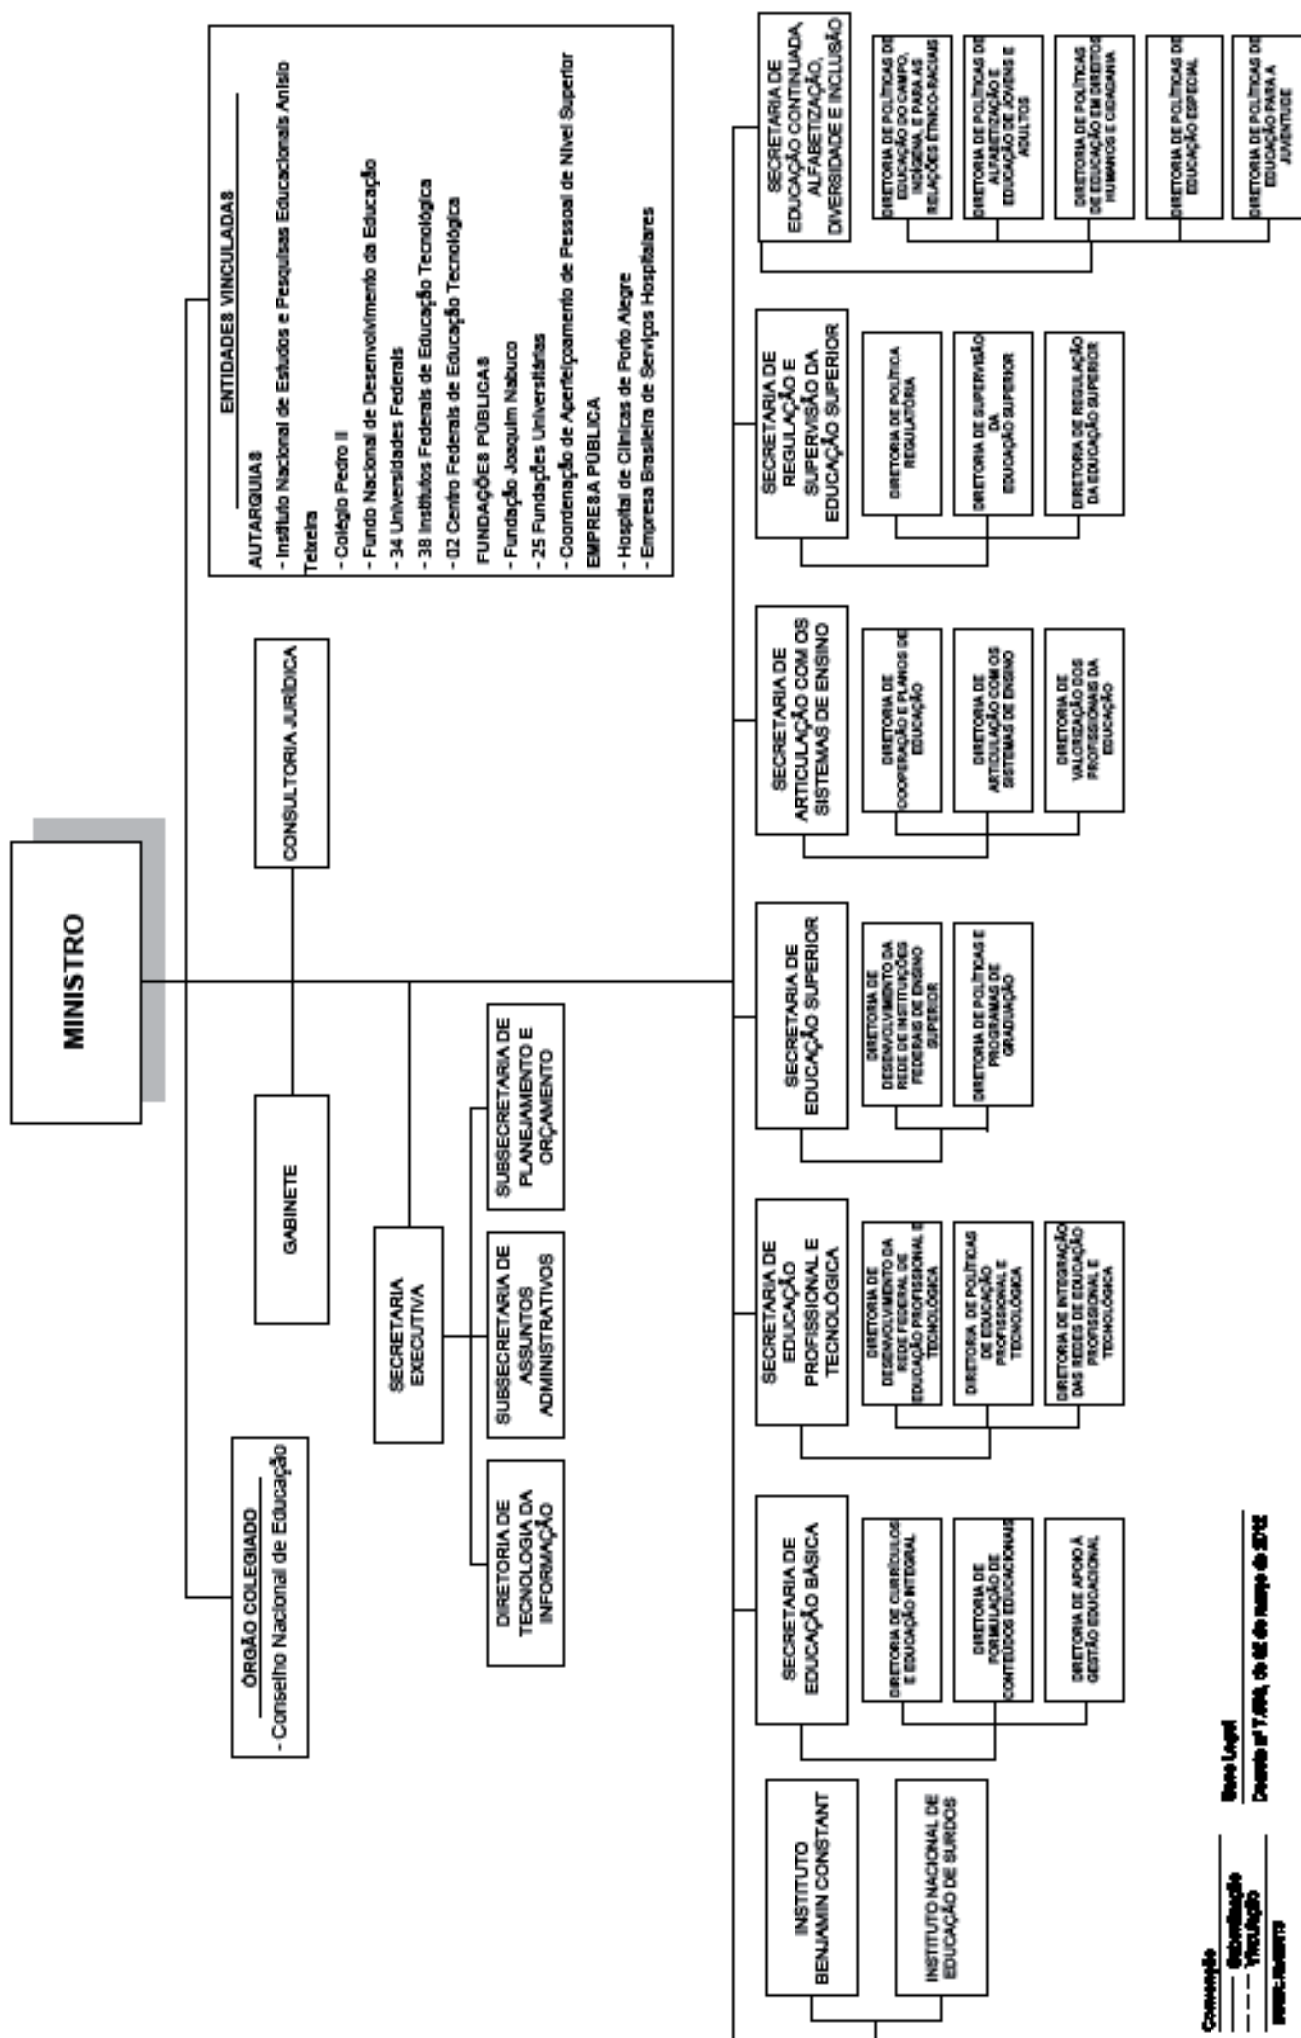 MINISTRO
ÓRGÃO COLEGIADO
- Conselho Nacional de Educação
GABINETE
CONSULTORIA JURÍDICA
ENTIDADES VINCULADAS
AUTARQUIAS
- Instituto Nacional de Estudos e Pesquisas Educacionais Anísio
Teixeira
- Colégio Pedro II
- Fundo Nacional de Desenvolvimento da Educação
- 34 Universidades Federais
- 38 Institutos Federais de Educação Tecnológica
- 02 Centro Federais de Educação Tecnológica
FUNDAÇÕES PÚBLICAS
- Fundação Joaquim Nabuco
- 25 Fundações Universitárias
- Coordenação de Aperfeiçoamento de Pessoal de Nível Superior
EMPRESA PÚBLICA
- Hospital de Clínicas de Porto Alegre
- Empresa Brasileira de Serviços Hospitalares
SECRETARIA
EXECUTIVA
DIRETORIA DE
TECNOLOGIA DA
INFORMAÇÃO
SUBSECRETARIA DE
ASSUNTOS
ADMINISTRATIVOS
SUBSECRETARIA DE
PLANEJAMENTO E
ORÇAMENTO
INSTITUTO
BENJAMIN CONSTANT
INSTITUTO NACIONAL DE
EDUCAÇÃO DE SURDOS
SECRETARIA DE
EDUCAÇÃO BÁSICA
DIRETORIA DE CURRÍCULOS
E EDUCAÇÃO INTEGRAL
DIRETORIA DE
FORMULAÇÃO DE
CONTEÚDOS EDUCACIONAIS
DIRETORIA DE APOIO À
GESTÃO EDUCACIONAL
SECRETARIA DE
EDUCAÇÃO
PROFISSIONAL E
TECNOLÓGICA
DIRETORIA DE
DESENVOLVIMENTO DA
REDE FEDERAL DE
EDUCAÇÃO PROFISSIONAL E
TECNOLÓGICA
DIRETORIA DE POLÍTICAS
DE EDUCAÇÃO
PROFISSIONAL E
TECNOLÓGICA
DIRETORIA DE INTEGRAÇÃO
DAS REDES DE EDUCAÇÃO
PROFISSIONAL E
TECNOLÓGICA
SECRETARIA DE
EDUCAÇÃO SUPERIOR
DIRETORIA DE
DESENVOLVIMENTO DA
REDE DE INSTITUIÇÕES
FEDERAIS DE ENSINO
SUPERIOR
DIRETORIA DE POLÍTICAS E
PROGRAMAS DE
GRADUAÇÃO
SECRETARIA DE
ARTICULAÇÃO COM OS
SISTEMAS DE ENSINO
DIRETORIA DE
COOPERAÇÃO E PLANOS DE
EDUCAÇÃO
DIRETORIA DE
ARTICULAÇÃO COM OS
SISTEMAS DE ENSINO
DIRETORIA DE
VALORIZAÇÃO DOS
PROFISSIONAIS DA
EDUCAÇÃO
SECRETARIA DE
REGULAÇÃO E
SUPERVISÃO DA
EDUCAÇÃO SUPERIOR
DIRETORIA DE POLÍTICA
REGULATÓRIA
DIRETORIA DE SUPERVISÃO
DA
EDUCAÇÃO SUPERIOR
DIRETORIA DE REGULAÇÃO
DA EDUCAÇÃO SUPERIOR
SECRETARIA DE
EDUCAÇÃO CONTINUADA,
ALFABETIZAÇÃO,
DIVERSIDADE E INCLUSÃO
DIRETORIA DE POLÍTICAS DE
EDUCAÇÃO DO CAMPO,
INDÍGENA, E PARA AS
RELAÇÕES ÉTNICO-RACIAIS
DIRETORIA DE POLÍTICAS DE
ALFABETIZAÇÃO E
EDUCAÇÃO DE JOVENS E
ADULTOS
DIRETORIA DE POLÍTICAS
DE EDUCAÇÃO EM DIREITOS
HUMANOS E CIDADANIA
DIRETORIA DE POLÍTICAS DE
EDUCAÇÃO ESPECIAL
DIRETORIA DE POLÍTICAS DE
EDUCAÇÃO PARA A
JUVENTUDE
Convenção
Subordinação
Vinculação
Base Legal
Decreto nº de março de 2012